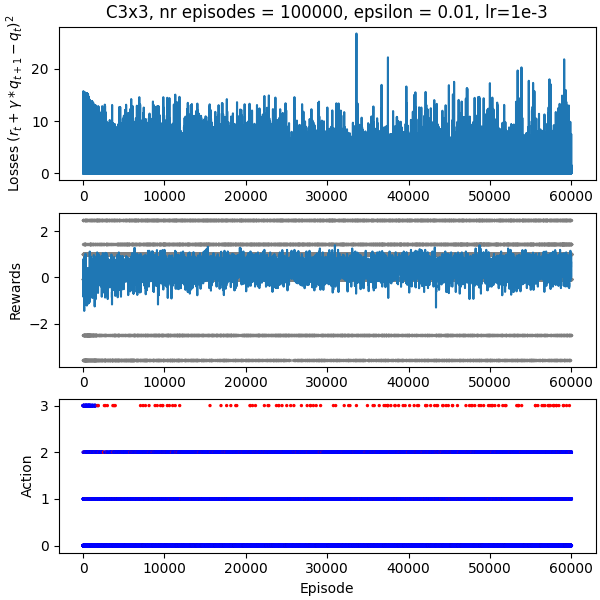 C3x3, nr episodes = 100000, epsilon = 0.01, lr=1e-3
Losses $(r_t + \gamma * q_{t+1} - q_t)^2$
20
10
0
0 10000 20000 30000 40000 50000 60000
Rewards
2
0
−2
0 10000 20000 30000 40000 50000 60000
Action
3
2
1
0
0 10000 20000 30000 40000 50000 60000
Episode